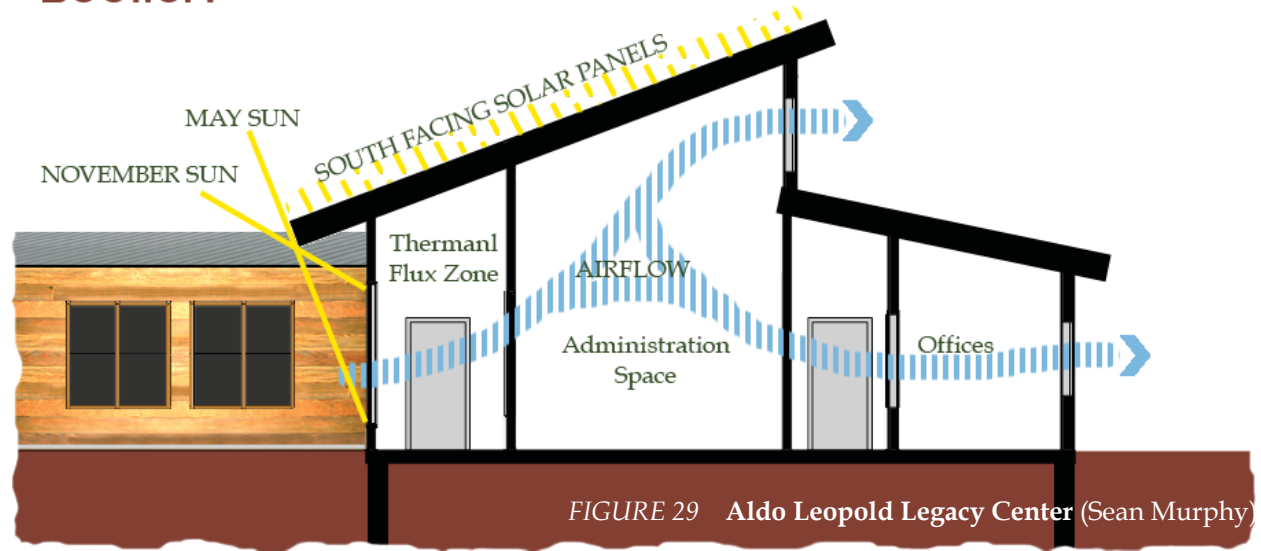 MAY SUN
NOVEMBER SUN
SOUTH FACING SOLAR PANELS
Thermanl
Flux Zone
AIRFLOW
Administration
Space
Offices
FIGURE 29 Aldo Leopold Legacy Center (Sean Murphy)